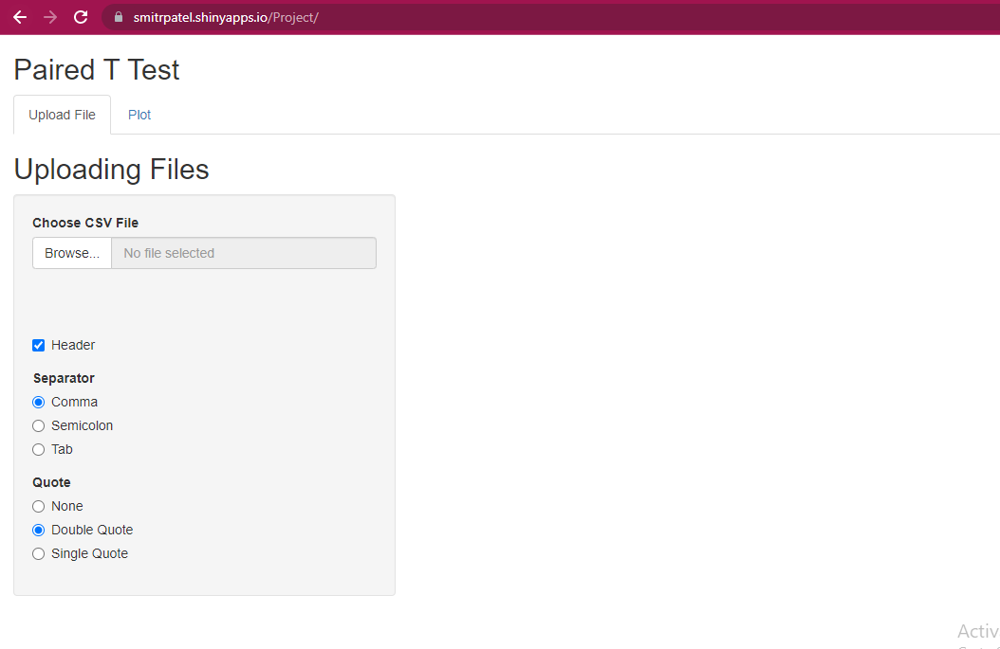 smitrpatel.shinyapps.io/Project/
Paired T Test
Upload File Plot
Uploading Files
Choose CSV File
Browse... No file selected
Header
Separator
Comma
Semicolon
Tab
Quote
None
Double Quote
Single Quote
Activ